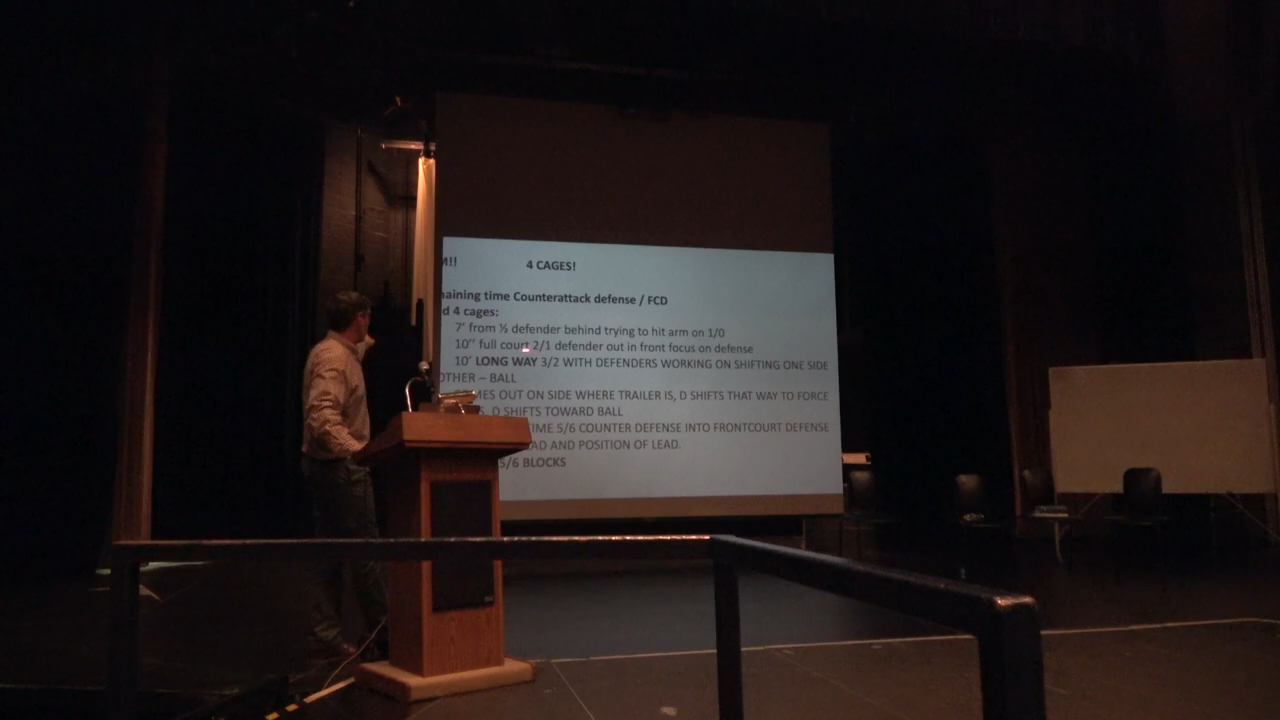 M!! 4 CAGES!
aining time Counterattack defense / FCD
d 4 cages:
7' from ½ defender behind trying to hit arm on 1/0
10'' full court 2/1 defender out in front focus on defense
10' LONG WAY 3/2 WITH DEFENDERS WORKING ON SHIFTING ONE SIDE
OTHER – BALL
MES OUT ON SIDE WHERE TRAILER IS, D SHIFTS THAT WAY TO FORCE
S, D SHIFTS TOWARD BALL
TIME 5/6 COUNTER DEFENSE INTO FRONTCOURT DEFENSE
AD AND POSITION OF LEAD.
5/6 BLOCKS